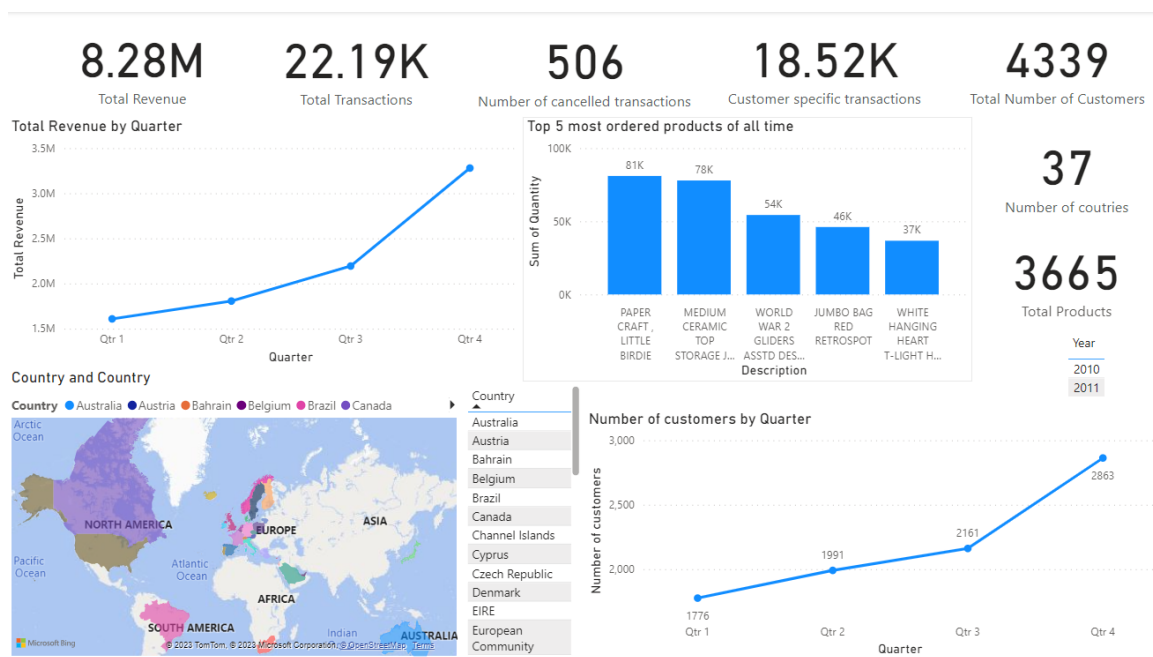 8.28M
Total Revenue
22.19K
Total Transactions
506
Number of cancelled transactions
18.52K
Customer specific transactions
4339
Total Number of Customers
Total Revenue by Quarter
3.5M
3.0M
2.5M
2.0M
1.5M
Total Revenue
Qtr 1
Qtr 2
Qtr 3
Qtr 4
Quarter
Top 5 most ordered products of all time
100K
50K
0K
Sum of Quantity
81K
78K
54K
46K
37K
PAPER
CRAFT ,
LITTLE
BIRDIE
MEDIUM
CERAMIC
TOP
STORAGE J...
WORLD
WAR 2
GLIDERS
ASSTD DES...
JUMBO BAG
RED
RETROSPOT
WHITE
HANGING
HEART
T-LIGHT H...
Description
37
Number of coutries
3665
Total Products
Year
2010
2011
Country and Country
Country Australia Austria Bahrain Belgium Brazil Canada
Arctic
Ocean
NORTH AMERICA
EUROPE
ASIA
Pacific
Ocean
Atlantic
Ocean
AFRICA
SOUTH AMERICA
Indian
AUSTRALIA
Microsoft Bing
© 2023 TomTom, © 2023 Microsoft Corporation, © OpenStreetMap Terms
Country
Australia
Austria
Bahrain
Belgium
Brazil
Canada
Channel Islands
Cyprus
Czech Republic
Denmark
EIRE
European
Community
Number of customers by Quarter
3,000
2,500
2,000
Number of customers
1776
1991
2161
2863
Qtr 1
Qtr 2
Qtr 3
Qtr 4
Quarter